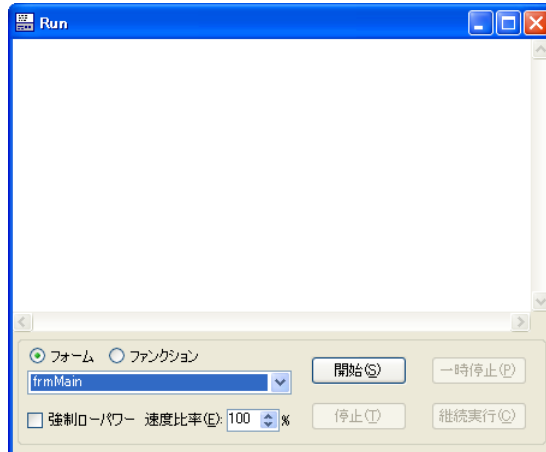 Run
フォーム ファンクション
frmMain
開始(S) 一時停止(P)
強制ローパワー 速度比率(E): 100 % 停止(T) 継続実行(C)